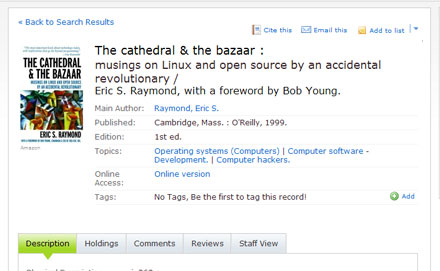 « Back to Search Results
Cite this Email this Add to list
THE CATHEDRAL
& THE BAZAAR
MUSINGS ON LINUX AND OPEN SOURCE
BY AN ACCIDENTAL REVOLUTIONARY
ERIC S. RAYMOND
Amazon
The cathedral & the bazaar :
musings on Linux and open source by an accidental
revolutionary /
Eric S. Raymond, with a foreword by Bob Young.
Main Author: Raymond, Eric S.
Published: Cambridge, Mass. : O'Reilly, 1999.
Edition: 1st ed.
Topics: Operating systems (Computers) | Computer software -
Development. | Computer hackers.
Online
Access: Online version
Tags: No Tags, Be the first to tag this record! Add
Description Holdings Comments Reviews Staff View